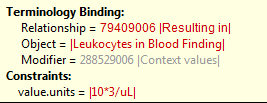 Terminology Binding:
Relationship = 79409006 |Resulting in|
Object = |Leukocytes in Blood Finding|
Modifier = 288529006 |Context values|
Constraints:
value.units = |10*3/uL|